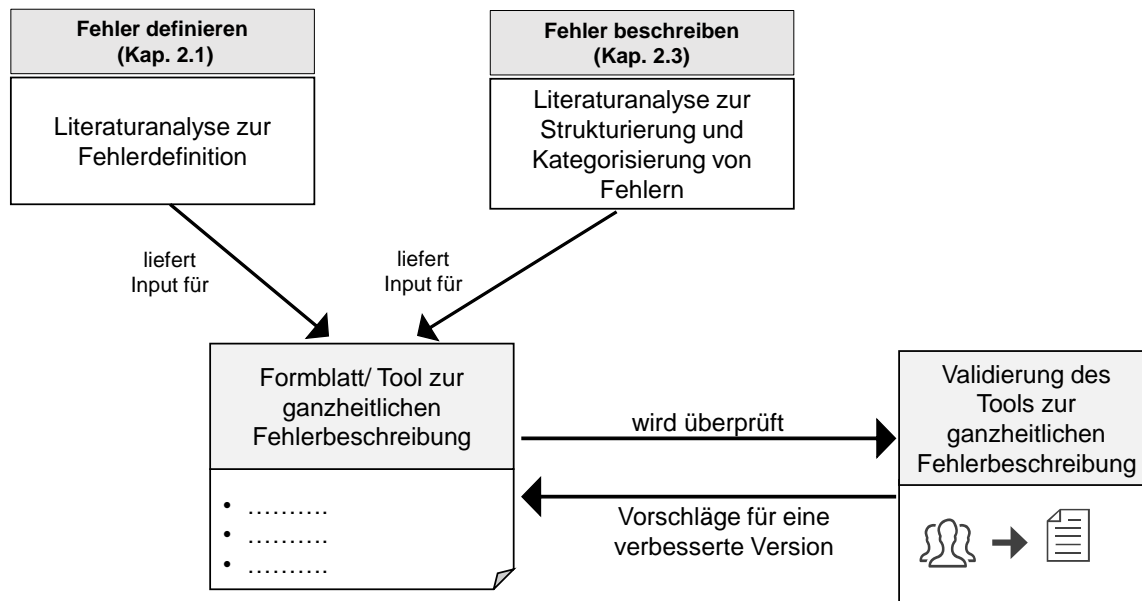 Fehler definieren
(Kap. 2.1)
Literaturanalyse zur
Fehlerdefinition
Fehler beschreiben
(Kap. 2.3)
Literaturanalyse zur
Strukturierung und
Kategorisierung von
Fehlern
liefert
Input für
liefert
Input für
Formblatt/ Tool zur
ganzheitlichen
Fehlerbeschreibung
• ……….
• ……….
• ……….
wird überprüft
Vorschläge für eine
verbesserte Version
Validierung des
Tools zur
ganzheitlichen
Fehlerbeschreibung